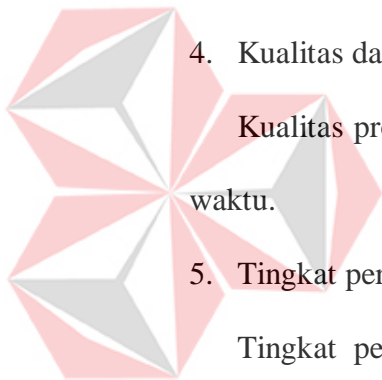 4. Kualitas da
Kualitas pro
waktu.
5. Tingkat per
Tingkat pe